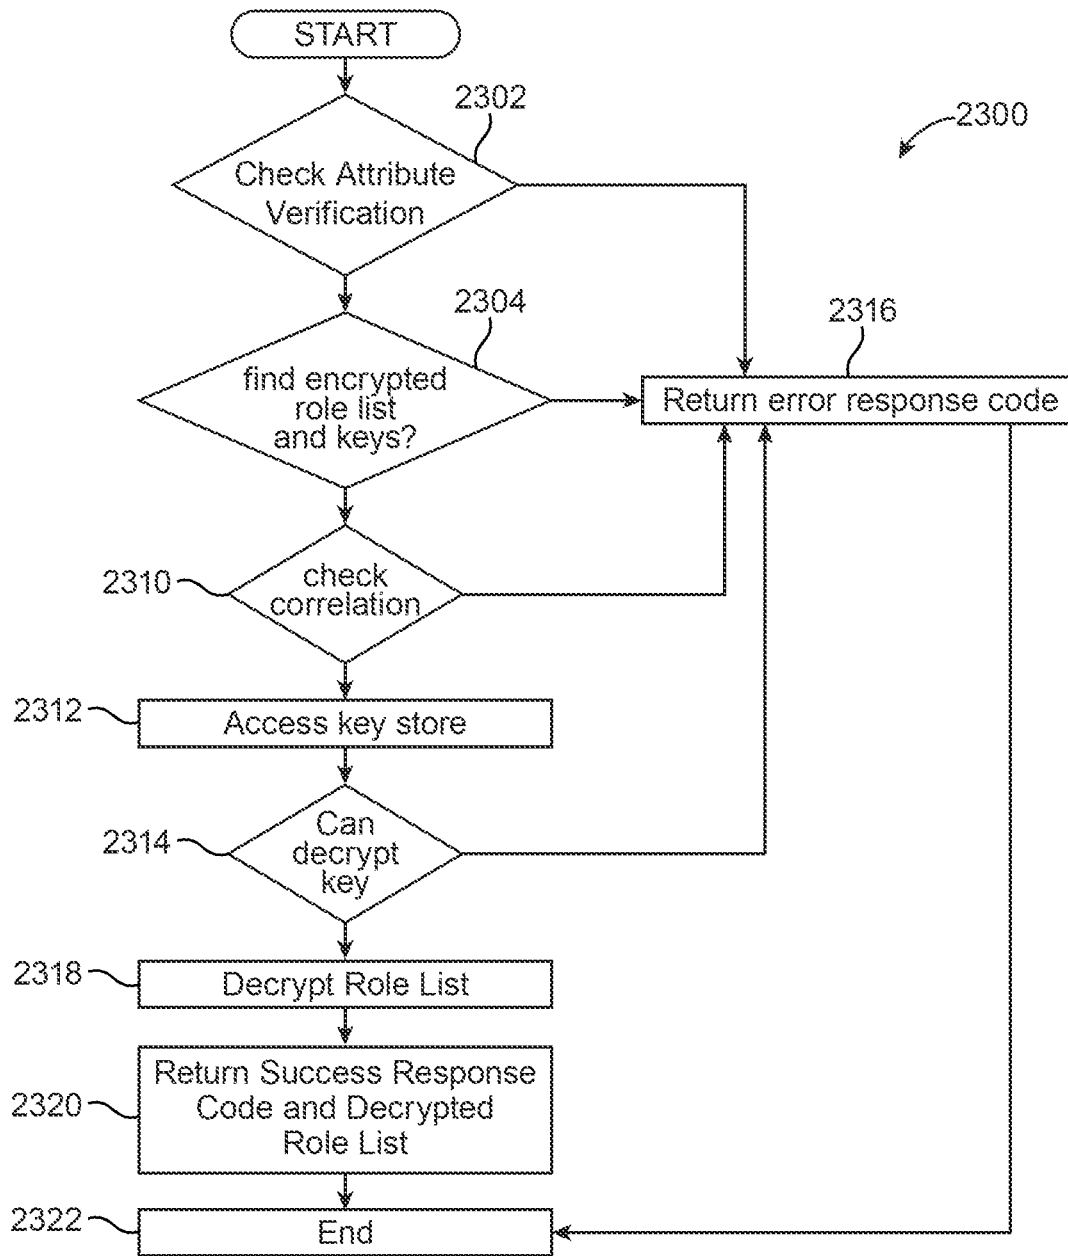 START
2302
2300
Check Attribute
Verification
2304
find encrypted
role list
and keys?
2316
Return error response code
2310
check
correlation
2312
Access key store
2314
Can
decrypt
key
2318
Decrypt Role List
2320
Return Success Response
Code and Decrypted
Role List
2322
End